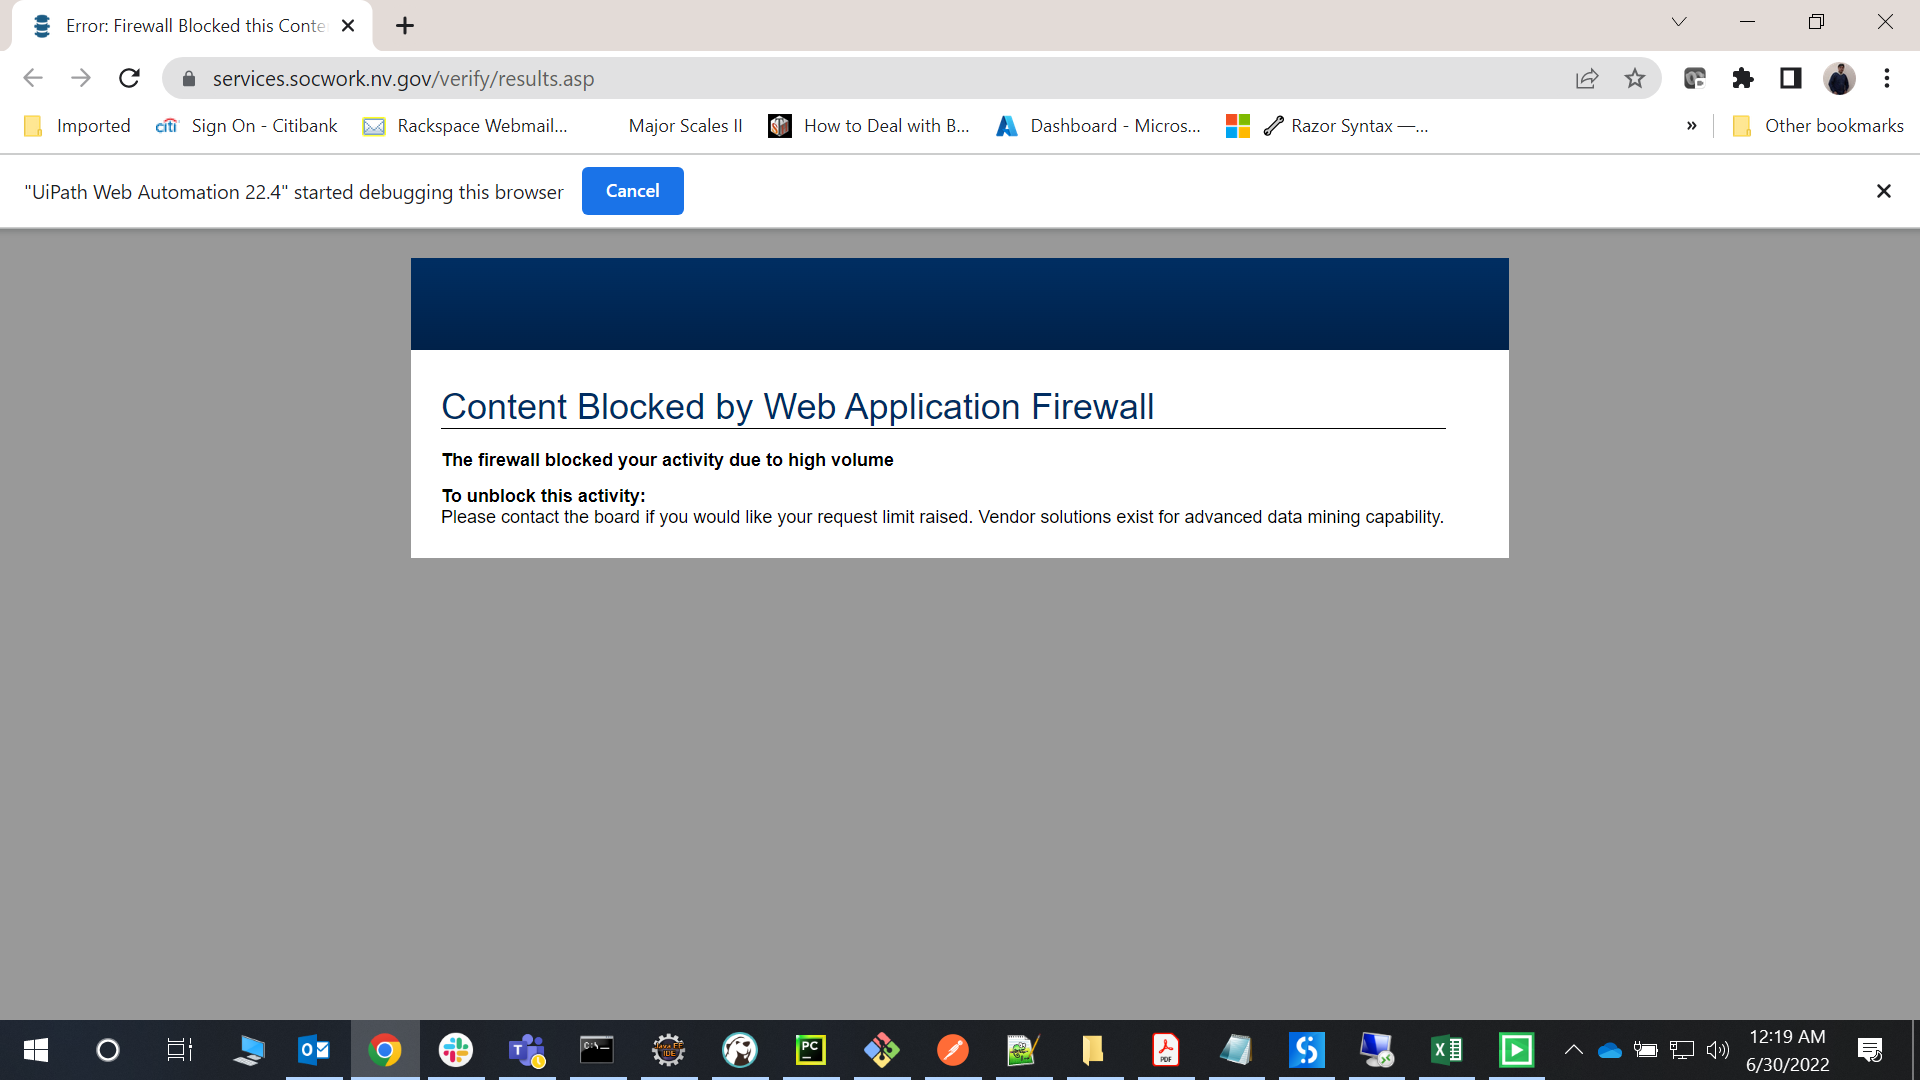 Error: Firewall Blocked this Conte
services.socwork.nv.gov/verify/results.asp
Imported
citi
Sign On - Citibank
Rackspace Webmail...
Major Scales II
How to Deal with B...
Dashboard - Micros...
Razor Syntax —...
»
Other bookmarks
"UiPath Web Automation 22.4" started debugging this browser
Cancel
Content Blocked by Web Application Firewall
The firewall blocked your activity due to high volume
To unblock this activity:
Please contact the board if you would like your request limit raised. Vendor solutions exist for advanced data mining capability.
12:19 AM
6/30/2022